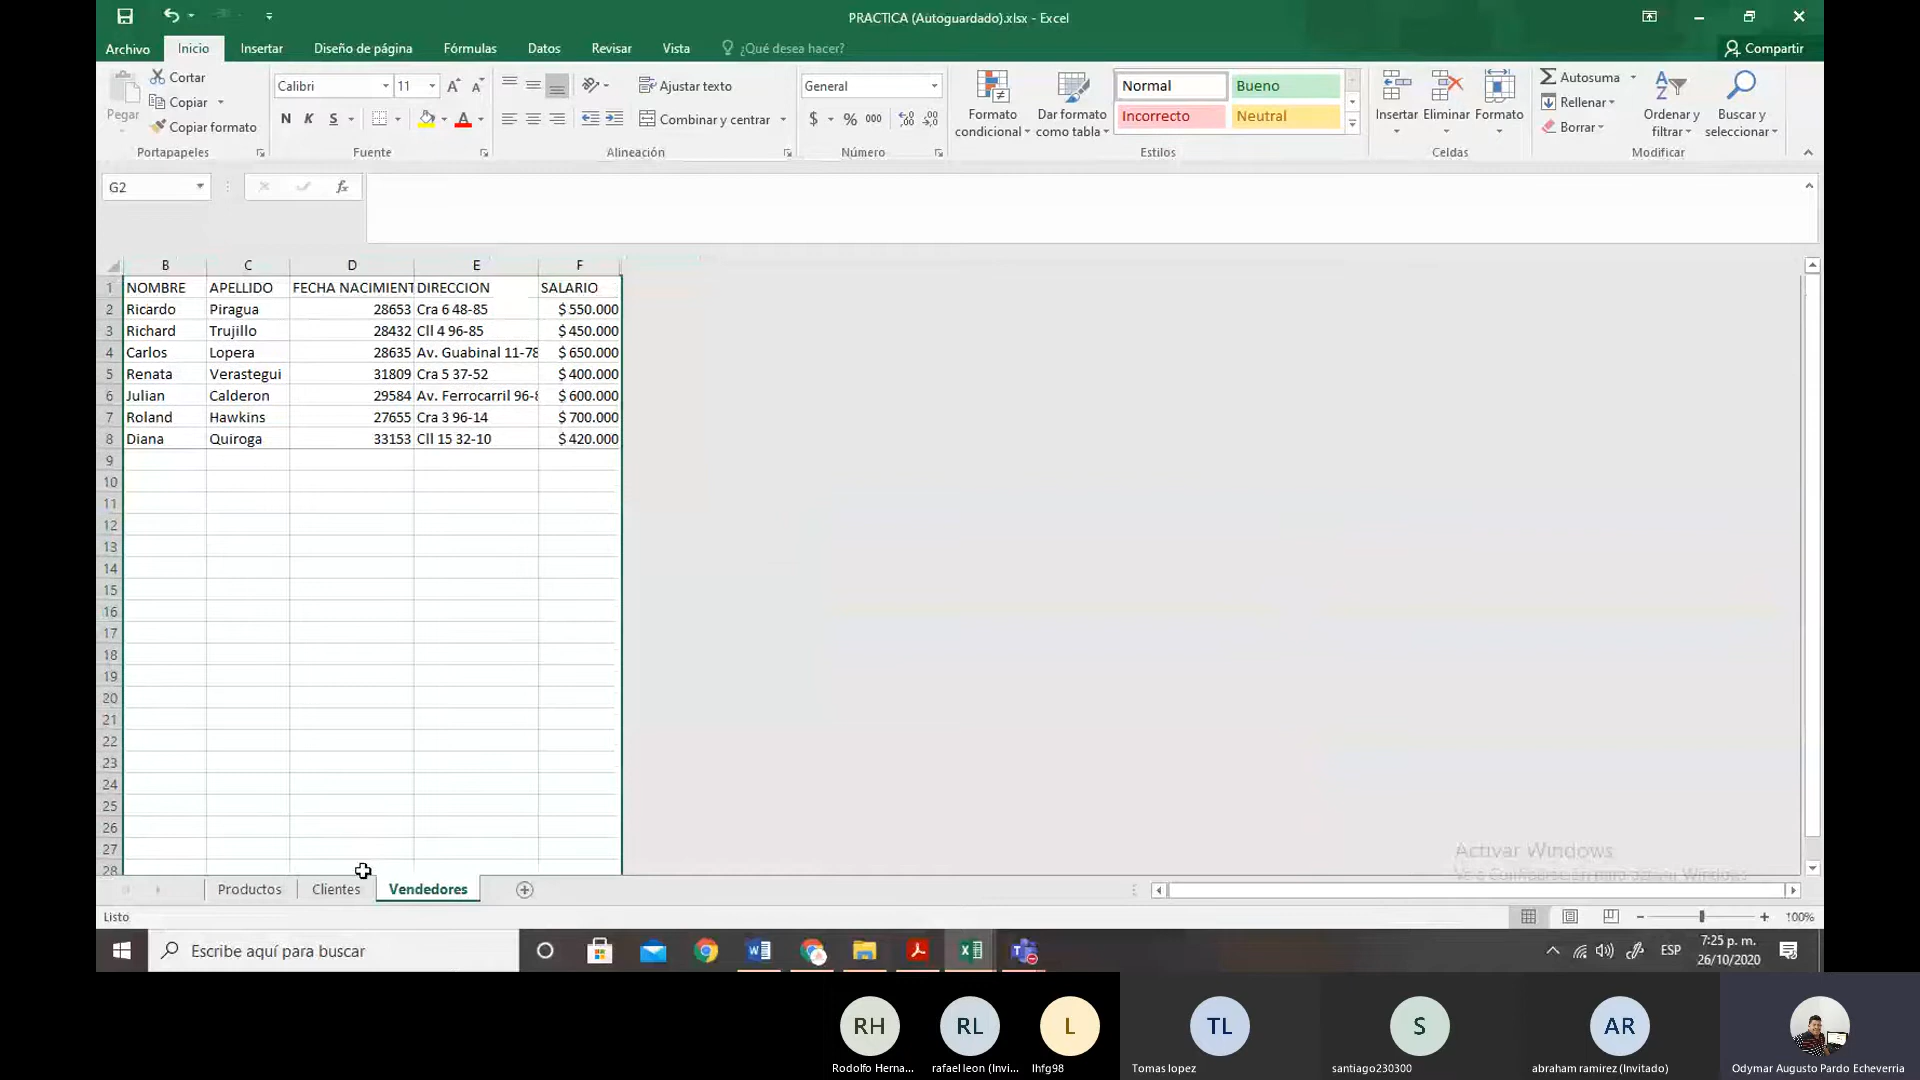 PRACTICA (Autoguardado).xlsx - Excel
Archivo Inicio Insertar Diseño de página Fórmulas Datos Revisar Vista ¿Qué desea hacer? Compartir
Pegar Cortar Copiar Copiar formato
Calibri 11
N K S
Ajustar texto
Combinar y centrar
General
$ % 000
Formato condicional
Dar formato como tabla
Normal Bueno
Incorrecto Neutral
Insertar Eliminar Formato
Autosuma
Rellenar
Borrar
Ordenar y filtrar
Buscar y seleccionar
Portapapeles Fuente Alineación Número Estilos Celdas Modificar
G2 fx
B C D E F
1 NOMBRE APELLIDO FECHA NACIMIENT DIRECCION SALARIO
2 Ricardo Piragua 28653 Cra 6 48-85 $ 550.000
3 Richard Trujillo 28432 Cll 4 96-85 $ 450.000
4 Carlos Lopera 28635 Av. Guabinal 11-78 $ 650.000
5 Renata Verastegui 31809 Cra 5 37-52 $ 400.000
6 Julian Calderon 29584 Av. Ferrocarril 96-8 $ 600.000
7 Roland Hawkins 27655 Cra 3 96-14 $ 700.000
8 Diana Quiroga 33153 Cll 15 32-10 $ 420.000
9
10
11
12
13
14
15
16
17
18
19
20
21
22
23
24
25
26
27
28
Activar Windows
Productos Clientes Vendedores
Listo 100%
Escribe aquí para buscar
ESP
7:25 p. m.
26/10/2020
RH RL L TL S AR
Rodolfo Herna... rafael leon (Invi... lhfg98 Tomas lopez santiago230300 abraham ramirez (Invitado) Odymar Augusto Pardo Echeverria